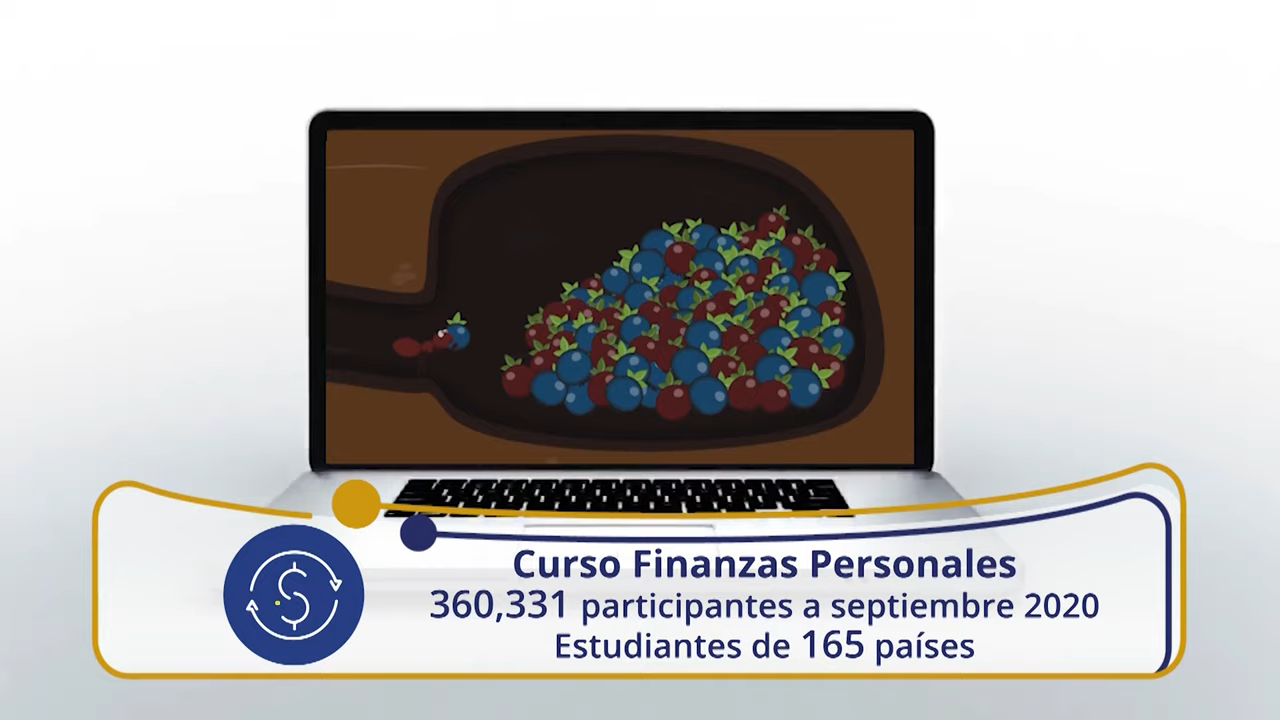 Curso Finanzas Personales
360,331 participantes a septiembre 2020
Estudiantes de 165 países